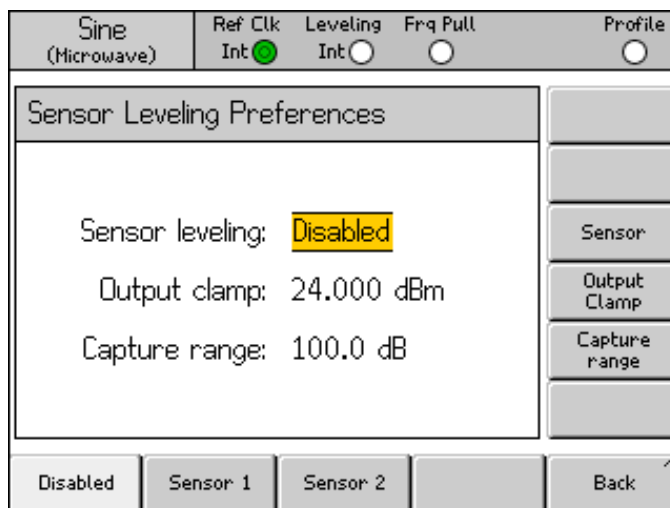 Sine
(Microwave)
Ref Clk
Int
Leveling
Int
Frq Pull
Profile
Sensor Leveling Preferences
Sensor leveling: Disabled
Output clamp: 24.000 dBm
Capture range: 100.0 dB
Sensor
Output
Clamp
Capture
range
Disabled
Sensor 1
Sensor 2
Back